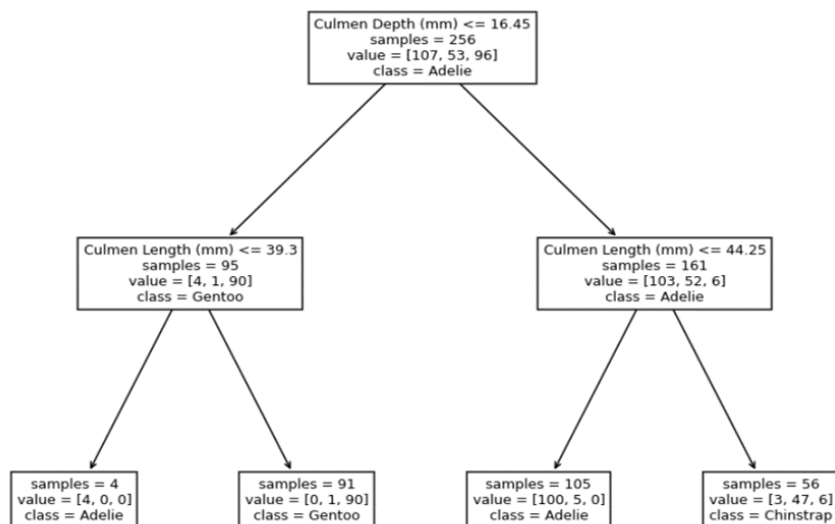 Culmen Depth (mm) <= 16.45
samples = 256
value = [107, 53, 96]
class = Adelie
Culmen Length (mm) <= 39.3
samples = 95
value = [4, 1, 90]
class = Gentoo
Culmen Length (mm) <= 44.25
samples = 161
value = [103, 52, 6]
class = Adelie
samples = 4
value = [4, 0, 0]
class = Adelie
samples = 91
value = [0, 1, 90]
class = Gentoo
samples = 105
value = [100, 5, 0]
class = Adelie
samples = 56
value = [3, 47, 6]
class = Chinstrap